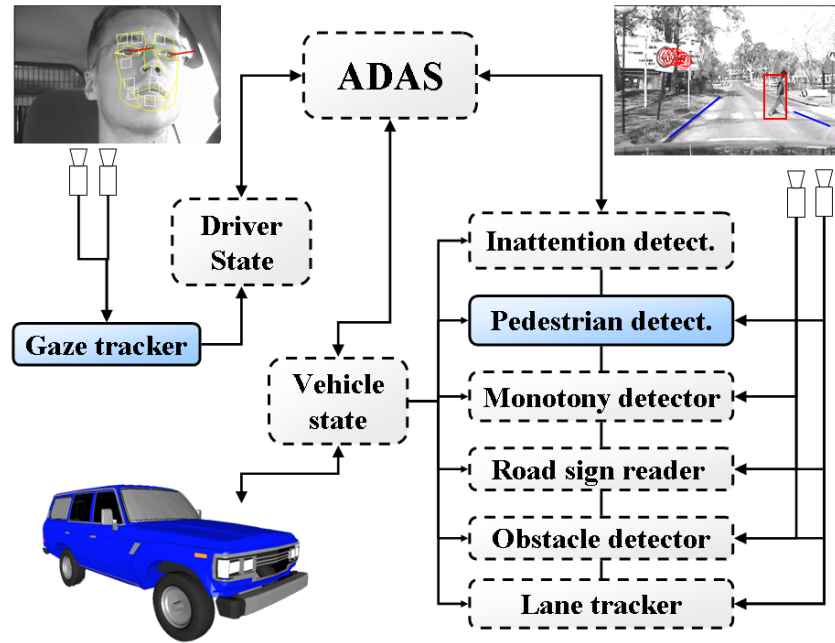 ADAS
Driver
State
Inattention detect.
Gaze tracker
Pedestrian detect.
Vehicle
state
Monotony detector
Road sign reader
Obstacle detector
Lane tracker